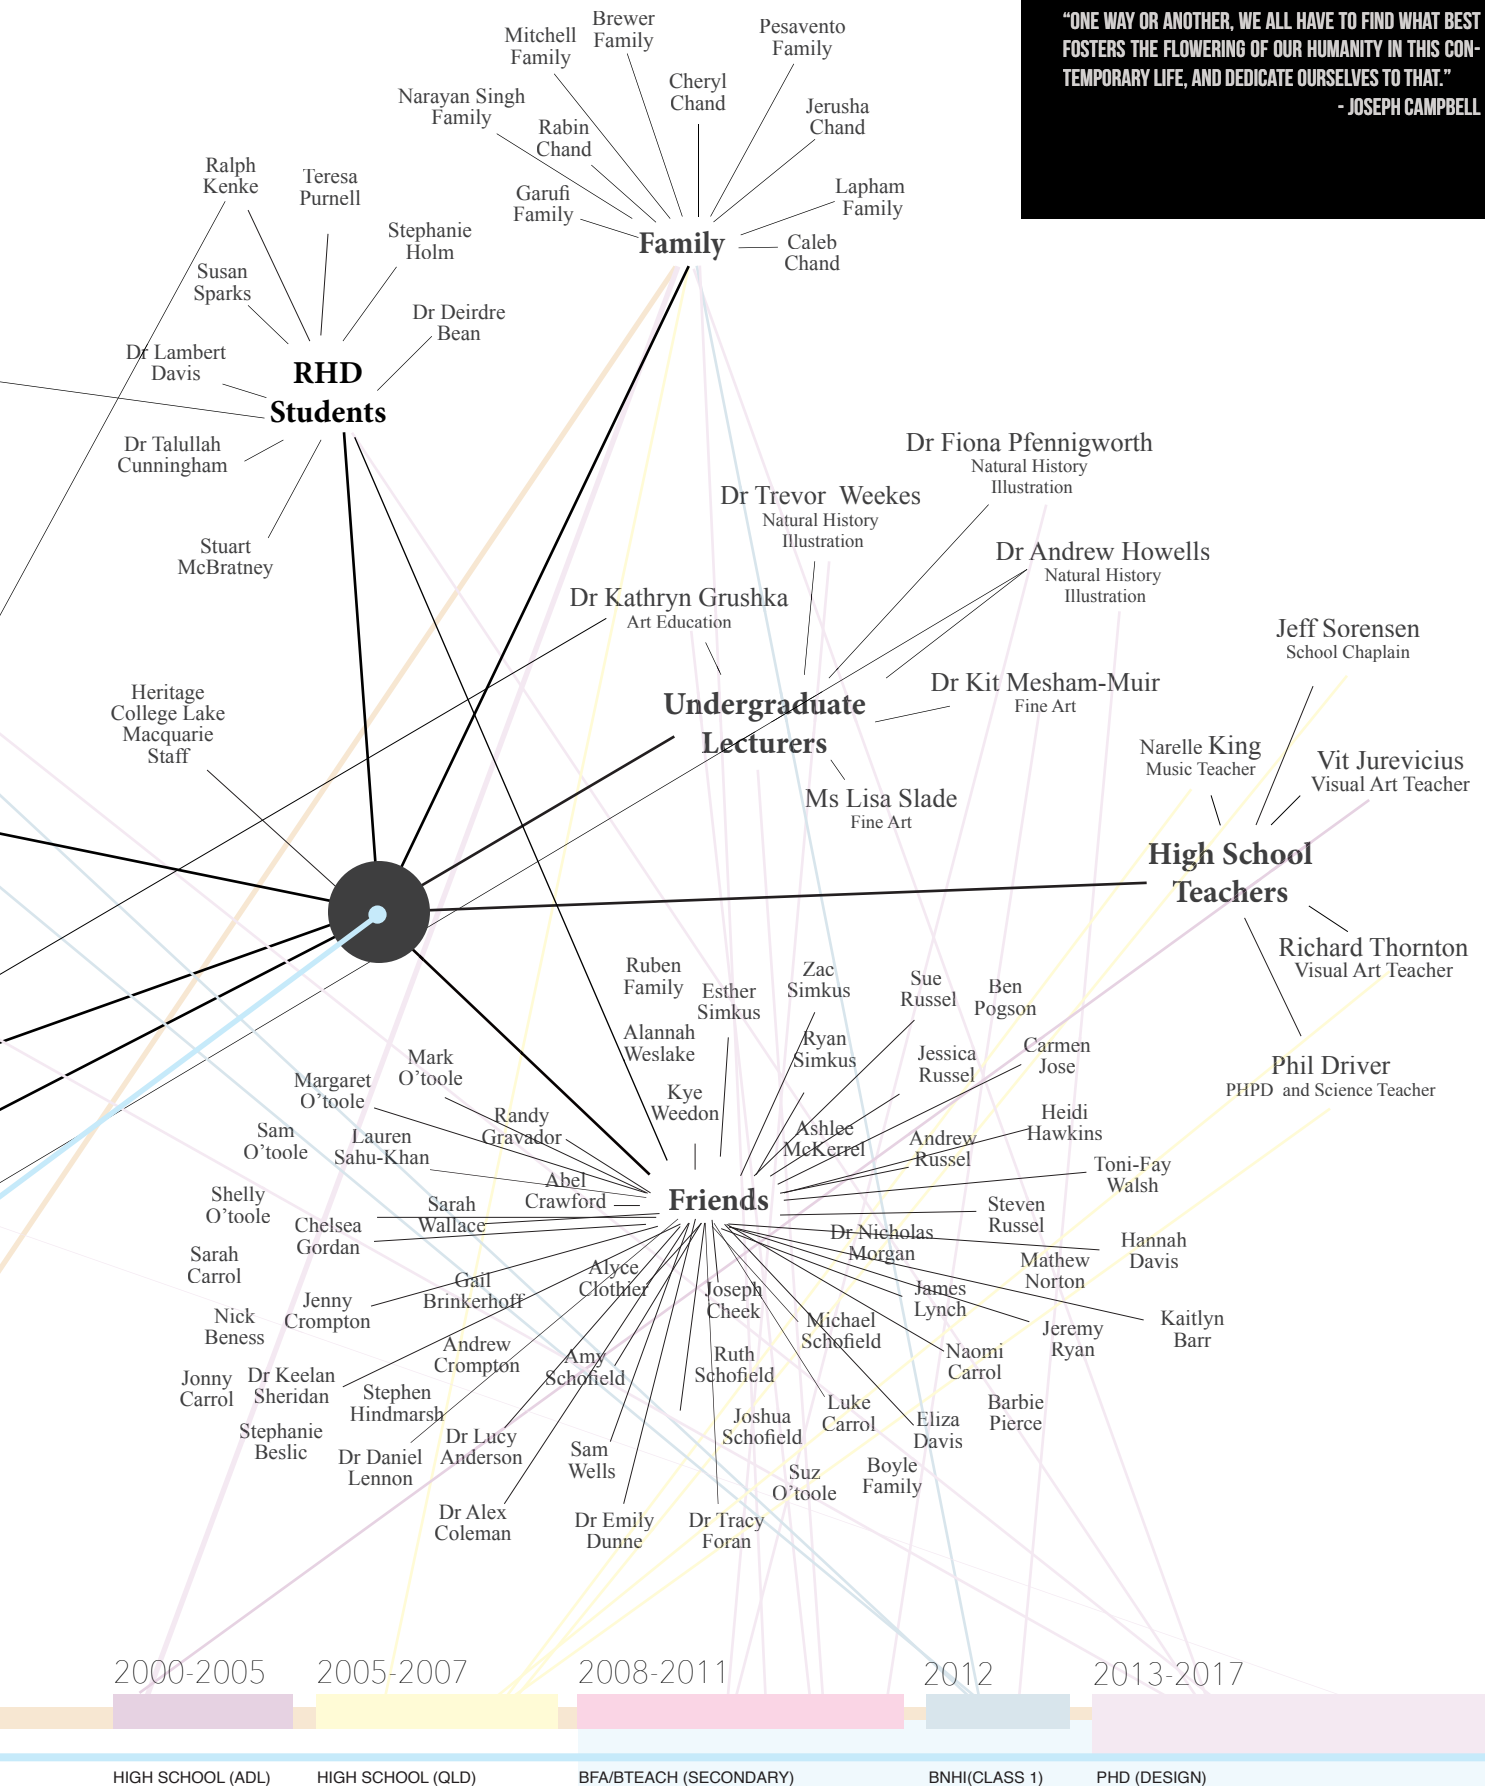 “ONE WAY OR ANOTHER, WE ALL HAVE TO FIND WHAT BEST
FOSTERS THE FLOWERING OF OUR HUMANITY IN THIS CON-
TEMPORARY LIFE, AND DEDICATE OURSELVES TO THAT.”
- JOSEPH CAMPBELL
Brewer
Family
Mitchell
Family
Pesavento
Family
Cheryl
Chand
Narayan Singh
Family
Jerusha
Chand
Rabin
Chand
Garufi
Family
Lapham
Family
Caleb
Chand
Family
Ralph
Kenke
Teresa
Purnell
Stephanie
Holm
Susan
Sparks
Dr Deirdre
Bean
Dr Lambert
Davis
RHD
Students
Dr Talullah
Cunningham
Stuart
McBratney
Dr Fiona Pfennigworth
Natural History
Illustration
Dr Trevor  Weekes
Natural History
Illustration
Dr Andrew Howells
Natural History
Illustration
Dr Kathryn Grushka
Art Education
Dr Kit Mesham-Muir
Fine Art
Undergraduate
Lecturers
Ms Lisa Slade
Fine Art
Heritage
College Lake
Macquarie
Staff
Jeff Sorensen
School Chaplain
Narelle King
Music Teacher
Vit Jurevicius
Visual Art Teacher
High School
Teachers
Richard Thornton
Visual Art Teacher
Phil Driver
PHPD  and Science Teacher
Ruben
Family
Esther
Simkus
Zac
Simkus
Sue
Russel
Ben
Pogson
Alannah
Weslake
Ryan
Simkus
Jessica
Russel
Carmen
Jose
Mark
O’toole
Margaret
O’toole
Kye
Weedon
Randy
Gravador
Ashlee
McKerrel
Andrew
Russel
Heidi
Hawkins
Sam
O’toole
Lauren
Sahu-Khan
Toni-Fay
Walsh
Abel
Crawford
Friends
Shelly
O’toole
Chelsea
Gordan
Sarah
Wallace
Steven
Russel
Dr Nicholas
Morgan
Hannah
Davis
Sarah
Carrol
Mathew
Norton
Alyce
Clothier
Gail
Brinkerhoff
Joseph
Cheek
James
Lynch
Jenny
Crompton
Nick
Beness
Michael
Schofield
Jeremy
Ryan
Kaitlyn
Barr
Andrew
Crompton
Amy
Schofield
Ruth
Schofield
Naomi
Carrol
Jonny
Carrol
Dr Keelan
Sheridan
Stephen
Hindmarsh
Luke
Carrol
Barbie
Pierce
Joshua
Schofield
Eliza
Davis
Stephanie
Beslic
Dr Daniel
Lennon
Dr Lucy
Anderson
Sam
Wells
Suz
O’toole
Boyle
Family
Dr Alex
Coleman
Dr Emily
Dunne
Dr Tracy
Foran
2000-2005
2005-2007
2008-2011
2012
2013-2017
HIGH SCHOOL (ADL)
HIGH SCHOOL (QLD)
BFA/BTEACH (SECONDARY)
BNHI(CLASS 1)
PHD (DESIGN)